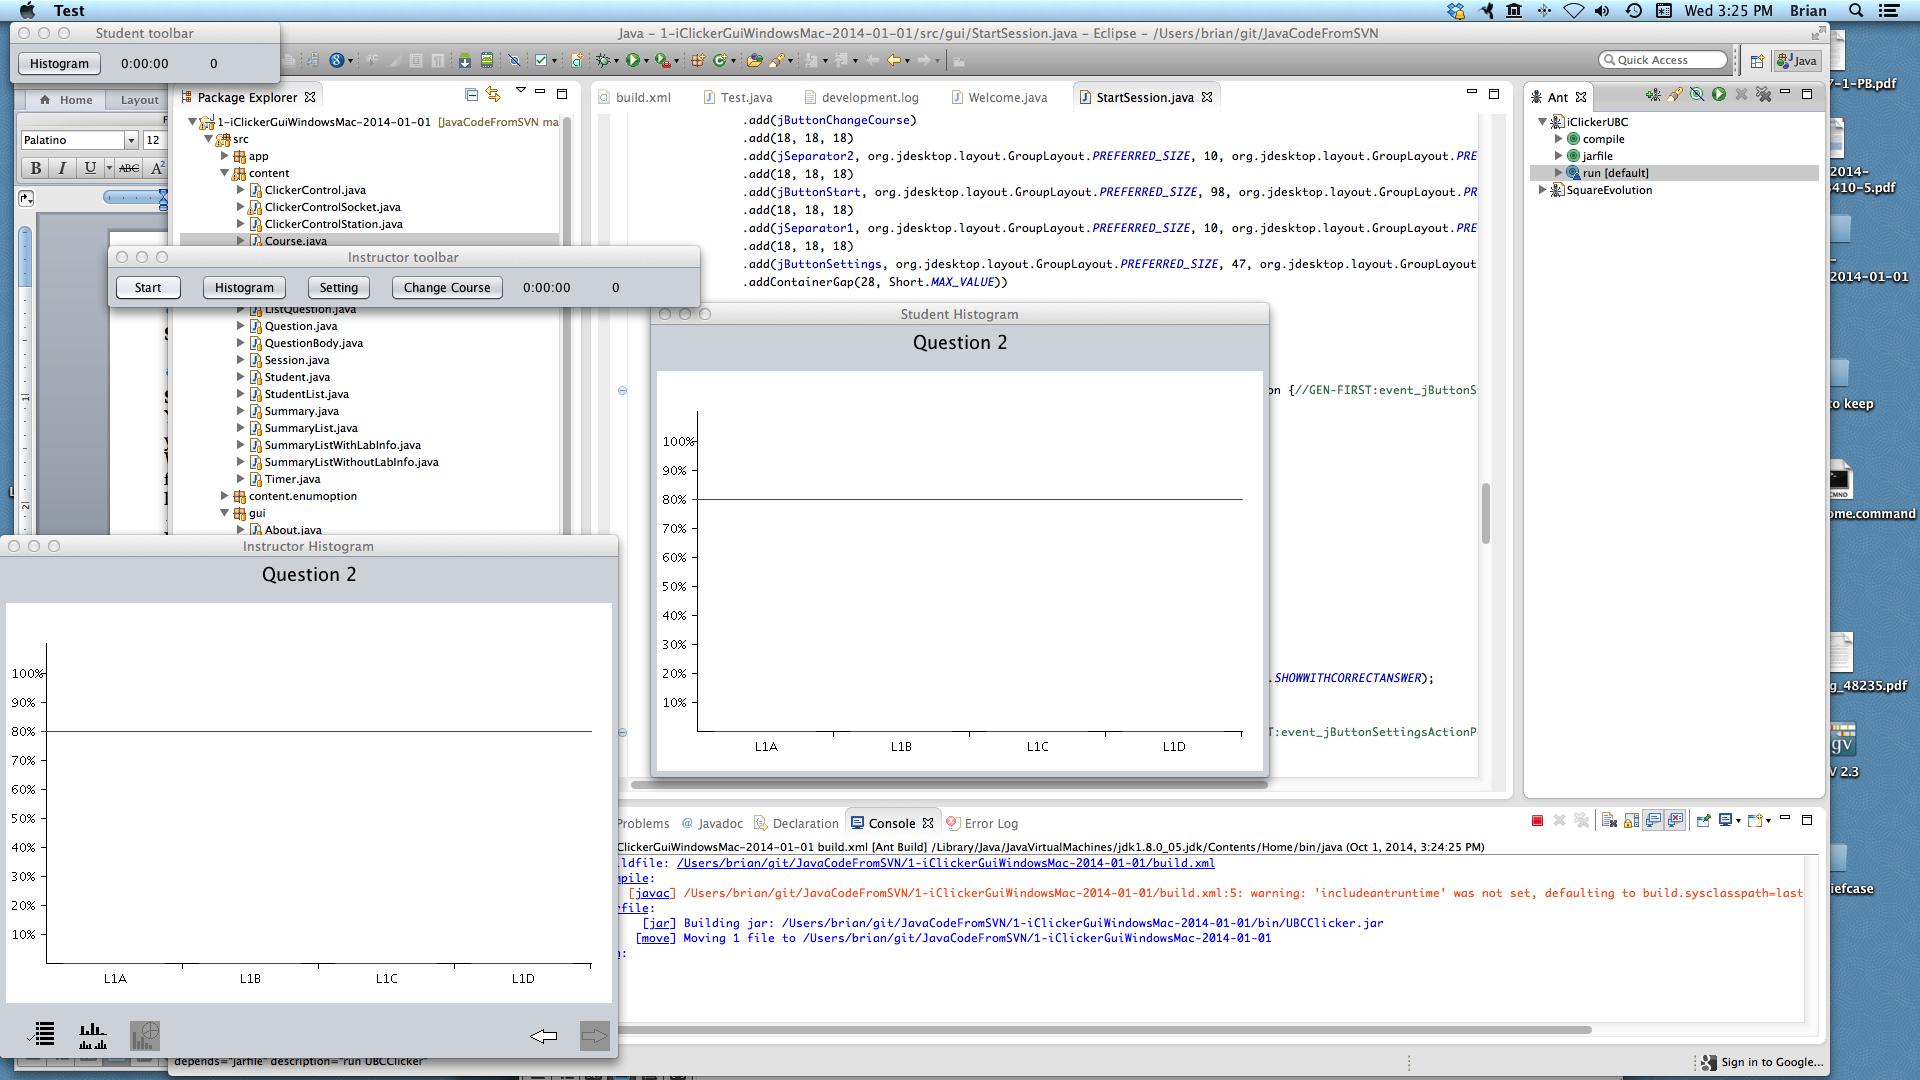 Test
Wed 3:25 PM Brian
Student toolbar
Histogram 0:00:00 0
Java – 1-iClickerGuiWindowsMac-2014-01-01/src/gui/StartSession.java – Eclipse – /Users/brian/git/JavaCodeFromSVN
Quick Access
Java
Home Layout
Palatino 12
B I U ABC A2
Package Explorer
1-iClickerGuiWindowsMac-2014-01-01 [JavaCodeFromSVN ma
src
app
content
ClickerControl.java
ClickerControlSocket.java
ClickerControlStation.java
Course.java
Instructor toolbar
Start Histogram Setting Change Course 0:00:00 0
ListQuestion.java
Question.java
QuestionBody.java
Session.java
Student.java
StudentList.java
Summary.java
SummaryList.java
SummaryListWithLabInfo.java
SummaryListWithoutLabInfo.java
Timer.java
content.enumoption
gui
About.java
build.xml Test.java development.log Welcome.java StartSession.java
.add(jButtonChangeCourse)
.add(18, 18, 18)
.add(jSeparator2, org.jdesktop.layout.GroupLayout.PREFERRED_SIZE, 10, org.jdesktop.layout.GroupLayout.PRE
.add(18, 18, 18)
.add(jButtonStart, org.jdesktop.layout.GroupLayout.PREFERRED_SIZE, 98, org.jdesktop.layout.GroupLayout.PR
.add(18, 18, 18)
.add(jSeparator1, org.jdesktop.layout.GroupLayout.PREFERRED_SIZE, 10, org.jdesktop.layout.GroupLayout.PRE
.add(18, 18, 18)
.add(jButtonSettings, org.jdesktop.layout.GroupLayout.PREFERRED_SIZE, 47, org.jdesktop.layout.GroupLayout
.addContainerGap(28, Short.MAX_VALUE))
on {//GEN-FIRST:event_jButtonS
.SHOWWITHCORRECTANSWER);
T:event_jButtonSettingsActionP
Student Histogram
Question 2
100%
90%
80%
70%
60%
50%
40%
30%
20%
10%
L1A L1B L1C L1D
Instructor Histogram
Question 2
100%
90%
80%
70%
60%
50%
40%
30%
20%
10%
L1A L1B L1C L1D
Ant
iClickerUBC
compile
jarfile
run [default]
SquareEvolution
Problems Javadoc Declaration Console Error Log
ClickerGuiWindowsMac-2014-01-01 build.xml [Ant Build] /Library/Java/JavaVirtualMachines/jdk1.8.0_05.jdk/Contents/Home/bin/java (Oct 1, 2014, 3:24:25 PM)
ldfile: /Users/brian/git/JavaCodeFromSVN/1-iClickerGuiWindowsMac-2014-01-01/build.xml
mpile:
[javac] /Users/brian/git/JavaCodeFromSVN/1-iClickerGuiWindowsMac-2014-01-01/build.xml:5: warning: 'includeantruntime' was not set, defaulting to build.sysclasspath=last
rfile:
[jar] Building jar: /Users/brian/git/JavaCodeFromSVN/1-iClickerGuiWindowsMac-2014-01-01/bin/UBCClicker.jar
[move] Moving 1 file to /Users/brian/git/JavaCodeFromSVN/1-iClickerGuiWindowsMac-2014-01-01
depends="jarfile" description="run UBCClicker"
Sign in to Google...
7-1-PB.pdf
2014-
3410-5.pdf
2014-01-01
to keep
CMND
ome.command
g_48235.pdf
gv
V 2.3
iefcase